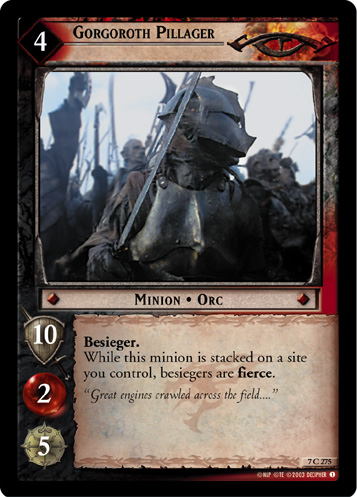 4
GORGOROTH PILLAGER
MINION • ORC
10
Besieger.
While this minion is stacked on a site
you control, besiegers are fierce.
2
"Great engines crawled across the field...."
5
7 C 275
©NLP ©TE ©2003 DECIPHER